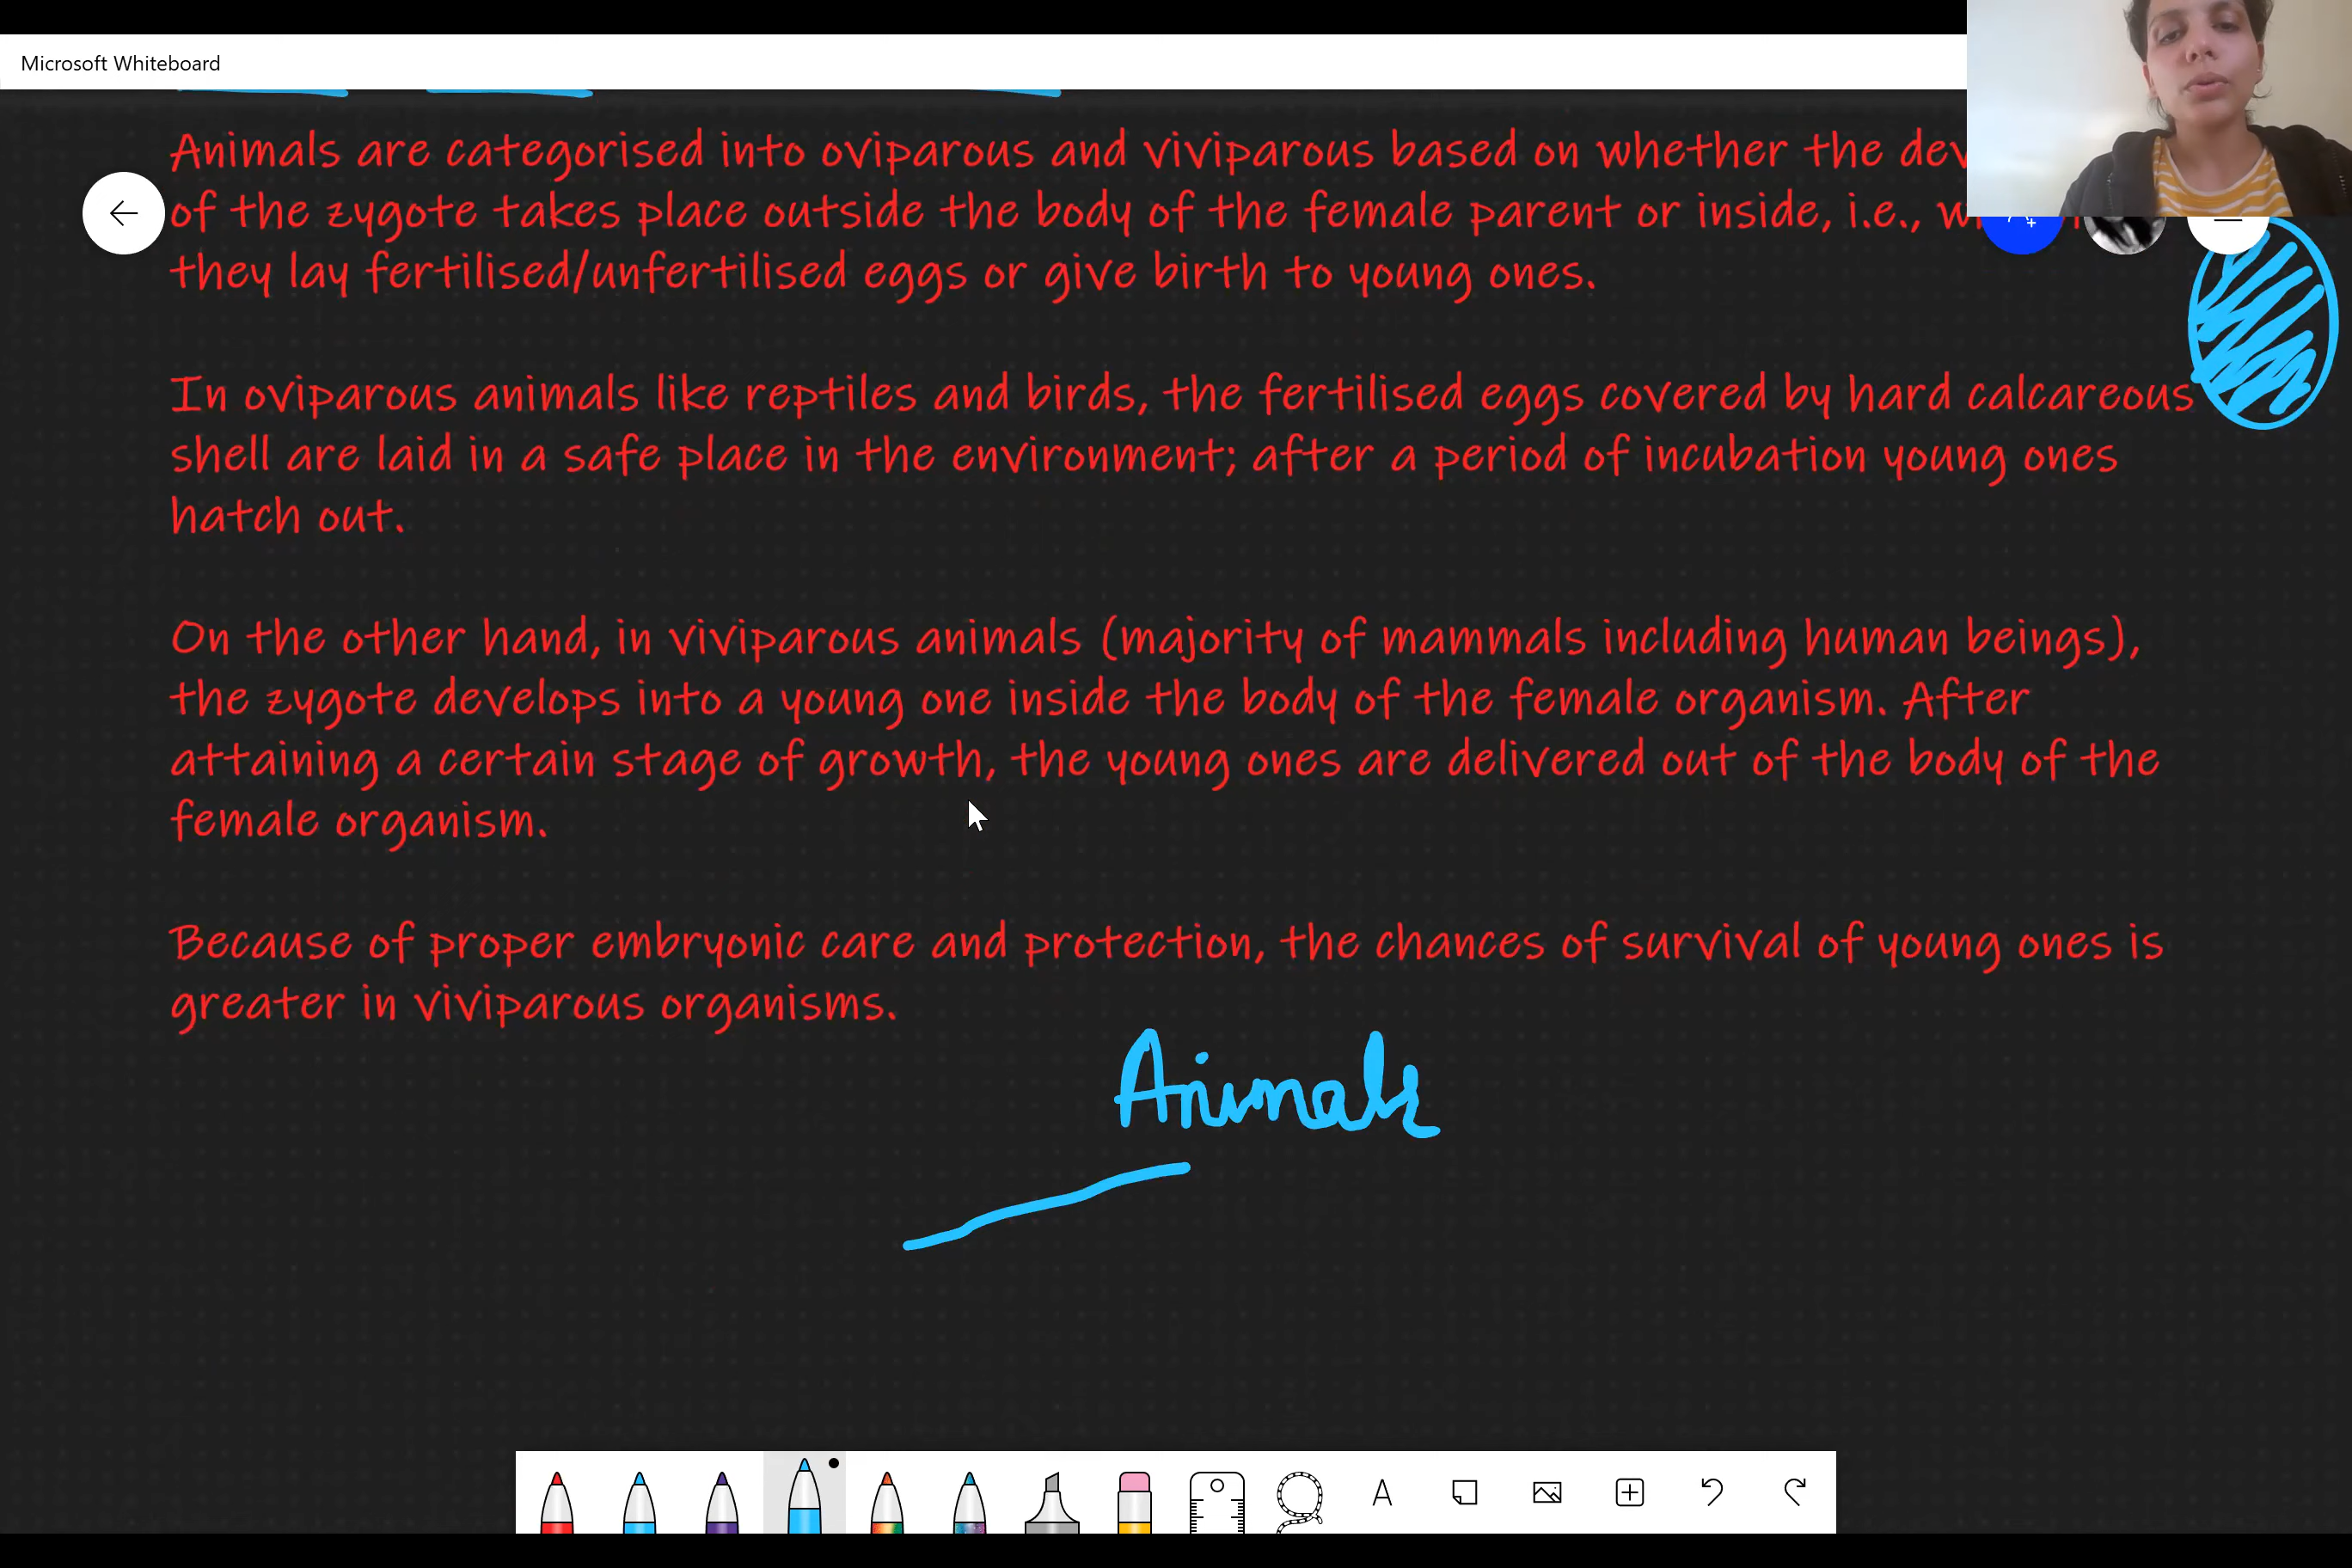 Microsoft Whiteboard
Animals are categorised into oviparous and viviparous based on whether the
of the zygote takes place outside the body of the female parent or inside, i.e.,
they lay fertilised/unfertilised eggs or give birth to young ones.
In oviparous animals like reptiles and birds, the fertilised eggs covered by hard calcareous
shell are laid in a safe place in the environment; after a period of incubation young ones
hatch out.
On the other hand, in viviparous animals (majority of mammals including human beings),
the zygote develops into a young one inside the body of the female organism. After
attaining a certain stage of growth, the young ones are delivered out of the body of the
female organism.
Because of proper embryonic care and protection, the chances of survival of young ones is
greater in viviparous organisms.
Animals